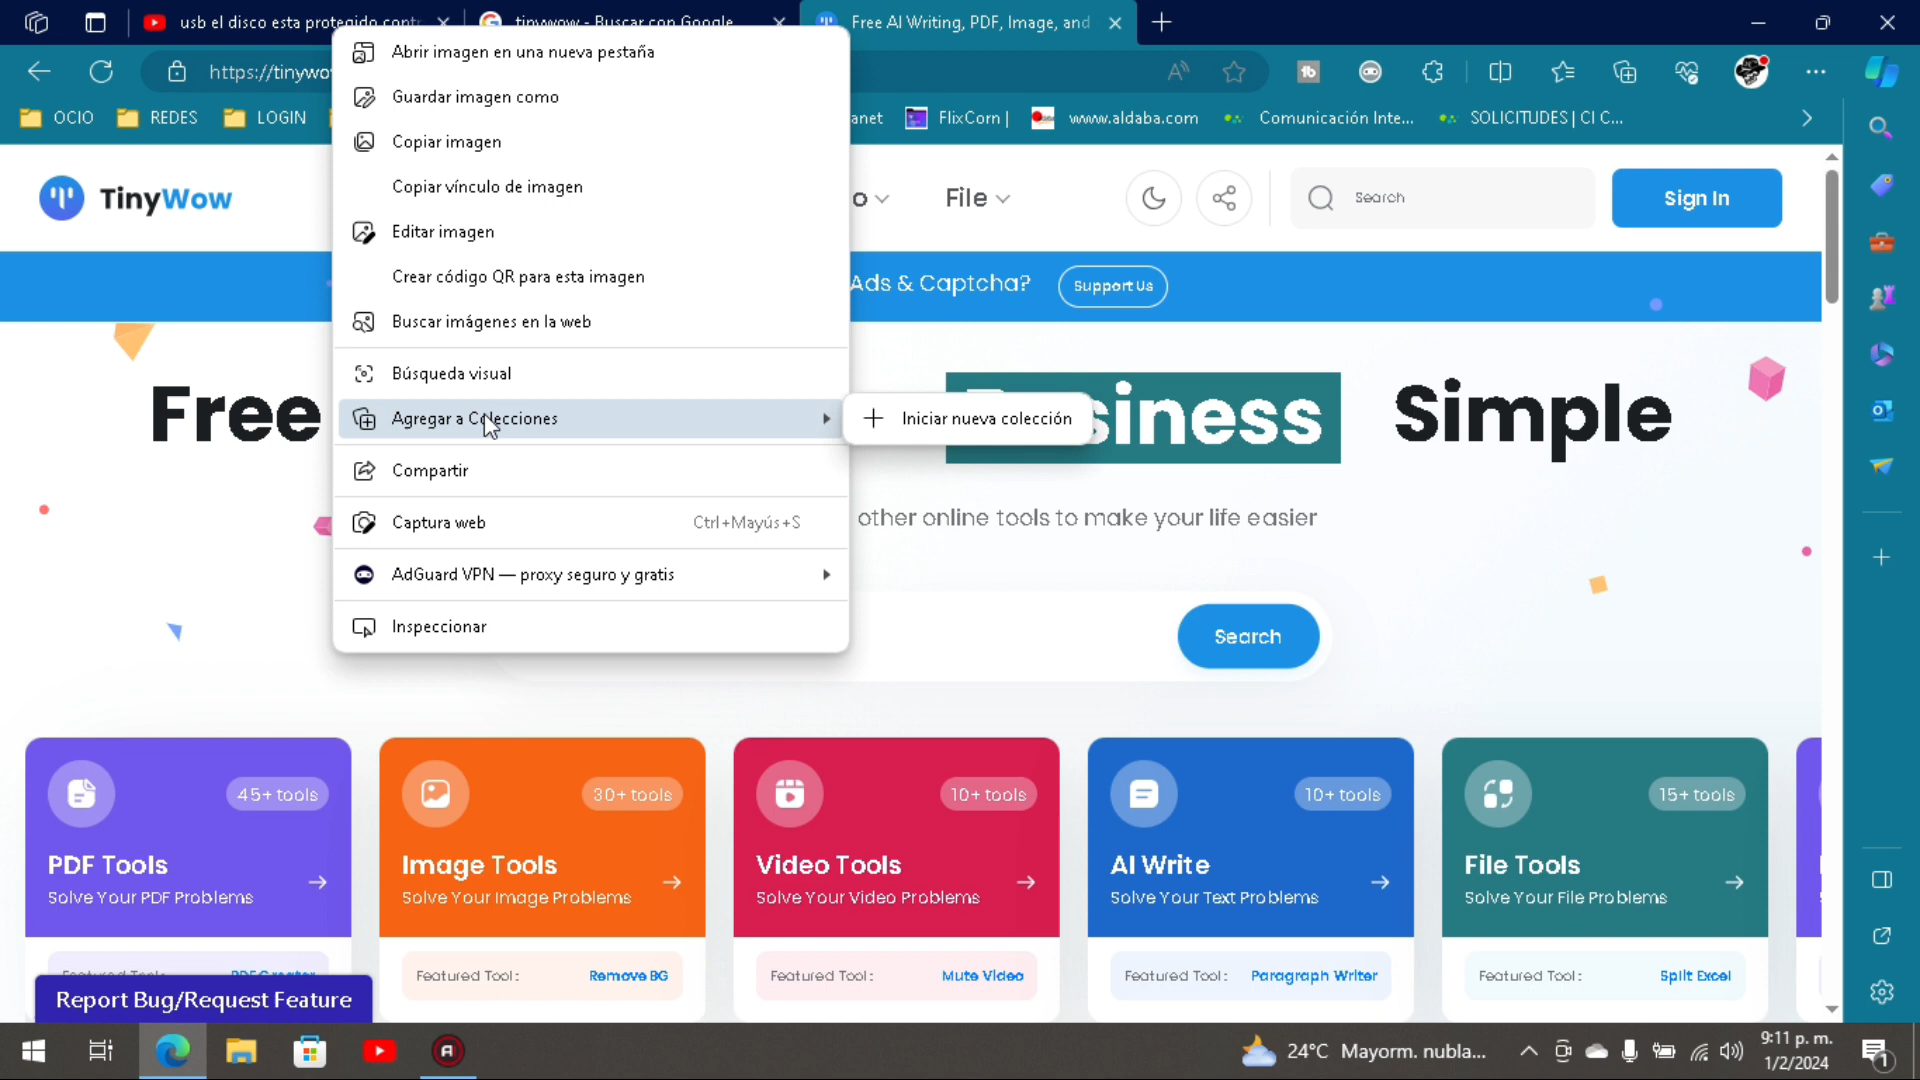 usb el disco esta protegido contr
tinywow - Buscar con Google
Free AI Writing, PDF, Image, and
https://tinywo
OCIO
REDES
LOGIN
anet
FlixCorn |
www.aldaba.com
Comunicación Inte...
SOLICITUDES | CI C...
Abrir imagen en una nueva pestaña
Guardar imagen como
Copiar imagen
Copiar vínculo de imagen
Editar imagen
Crear código QR para esta imagen
Buscar imágenes en la web
Búsqueda visual
Agregar a Colecciones
Iniciar nueva colección
Compartir
Captura web Ctrl+Mayús+S
AdGuard VPN — proxy seguro y gratis
Inspeccionar
TinyWow
o
File
Search
Sign In
Ads & Captcha?
Support Us
Free
siness
Simple
other online tools to make your life easier
Search
45+ tools
PDF Tools
Solve Your PDF Problems
Featured Tool: PDF Creator
30+ tools
Image Tools
Solve Your Image Problems
Featured Tool: Remove BG
10+ tools
Video Tools
Solve Your Video Problems
Featured Tool: Mute Video
10+ tools
AI Write
Solve Your Text Problems
Featured Tool: Paragraph Writer
15+ tools
File Tools
Solve Your File Problems
Featured Tool: Split Excel
Report Bug/Request Feature
24°C Mayorm. nubla...
9:11 p. m.
1/2/2024
1